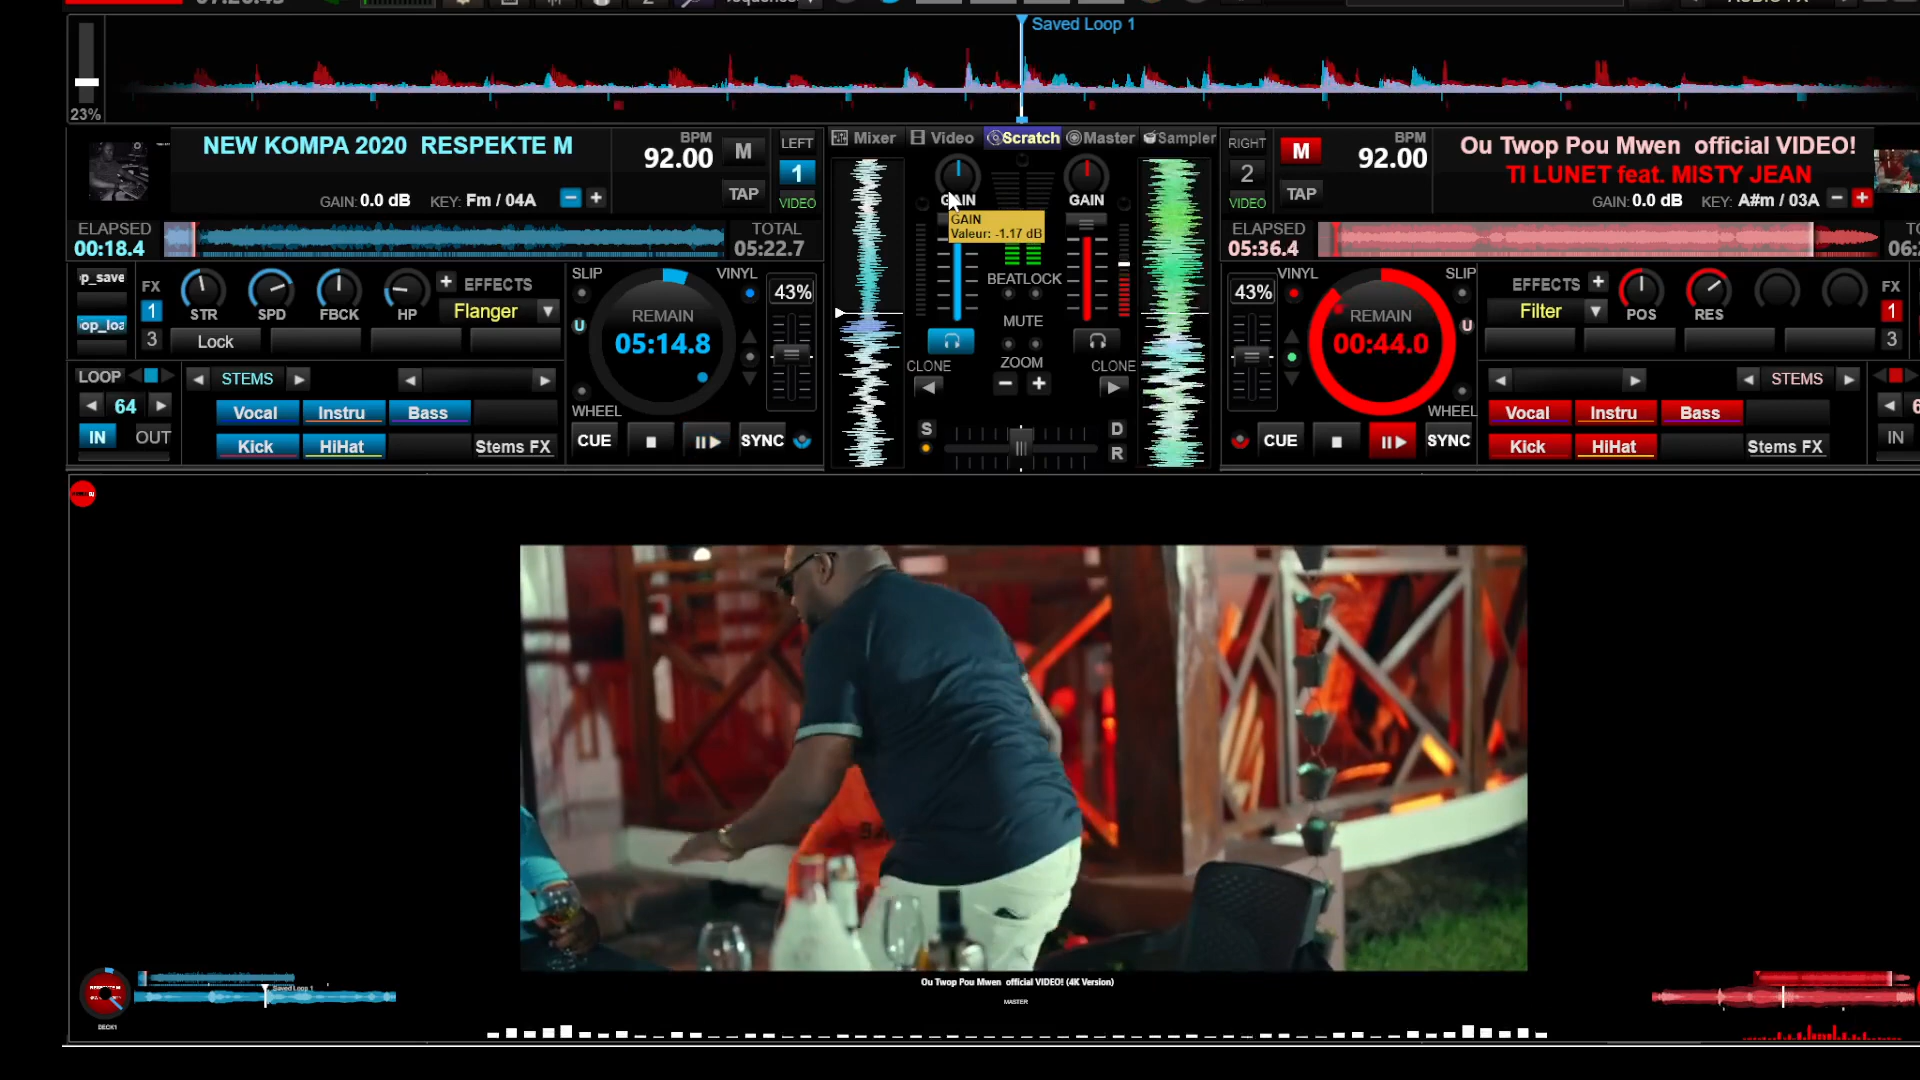 Saved Loop 1
23%
NEW KOMPA 2020 RESPEKTE M
GAIN: 0.0 dB KEY: Fm / 04A
BPM
92.00
M
TAP
LEFT
1
VIDEO
Mixer Video Scratch Master Sampler
RIGHT
2
VIDEO
M
TAP
BPM
92.00
Ou Twop Pou Mwen official VIDEO!
TI LUNET feat. MISTY JEAN
GAIN: 0.0 dB KEY: A#m / 03A
ELAPSED
00:18.4
TOTAL
05:22.7
GAIN GAIN
GAIN
Valeur: -1.17 dB
ELAPSED
05:36.4
FX
1
3
STR SPD FBCK HP
EFFECTS
Flanger
Lock
SLIP VINYL
REMAIN
05:14.8
U
WHEEL
43%
BEATLOCK
MUTE
ZOOM
CLONE CLONE
S D
R
43%
VINYL SLIP
REMAIN
00:44.0
U
WHEEL
EFFECTS
Filter
POS RES
FX
1
3
LOOP
64
IN OUT
STEMS
Vocal Instru Bass
Kick HiHat Stems FX
CUE SYNC
CUE SYNC
STEMS
Vocal Instru Bass
Kick HiHat Stems FX
IN
Ou Twop Pou Mwen official VIDEO! (4K Version)
MASTER
Saved Loop 1
DECK1